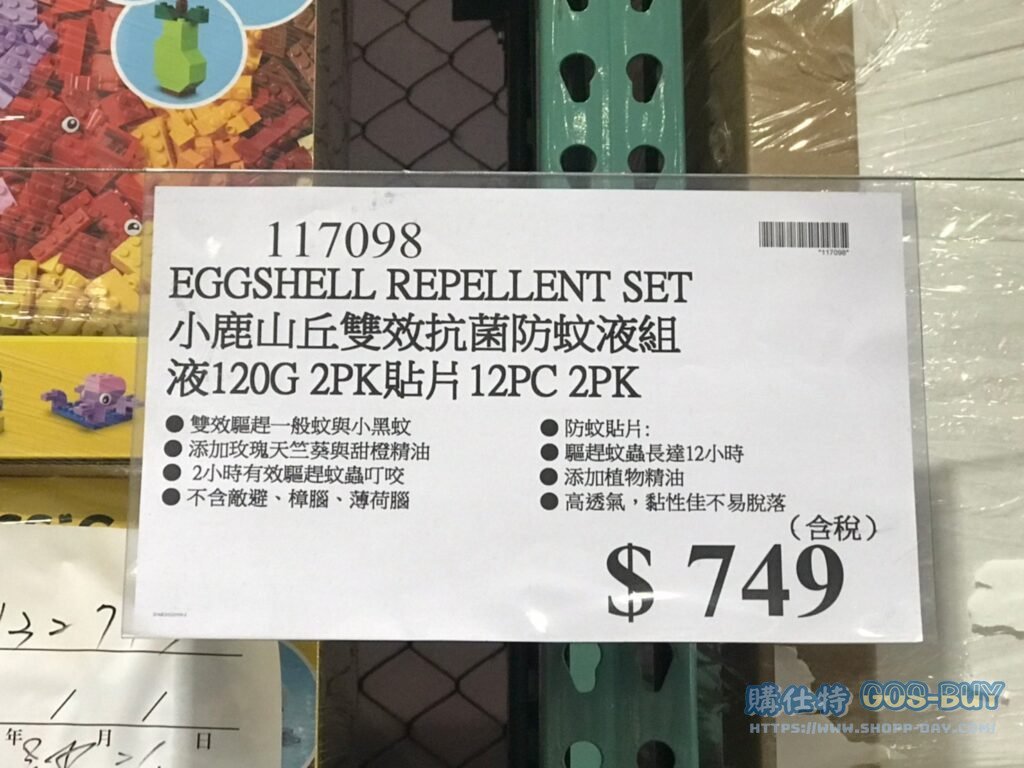 117098
"117098"
EGGSHELL REPELLENT SET
小鹿山丘雙效抗菌防蚊液組
液120G 2PK貼片12PC 2PK
● 雙效驅趕一般蚊與小黑蚊
● 添加玫瑰天竺葵與甜橙精油
● 2小時有效驅趕蚊蟲叮咬
● 不含敵避、樟腦、薄荷腦
● 防蚊貼片:
● 驅趕蚊蟲長達12小時
● 添加植物精油
● 高透氣，黏性佳不易脫落
（含稅）
$ 749
年 月 日
購仕特 GOS-BUY
HTTPS://WWW.SHOPP-DAY.COM/